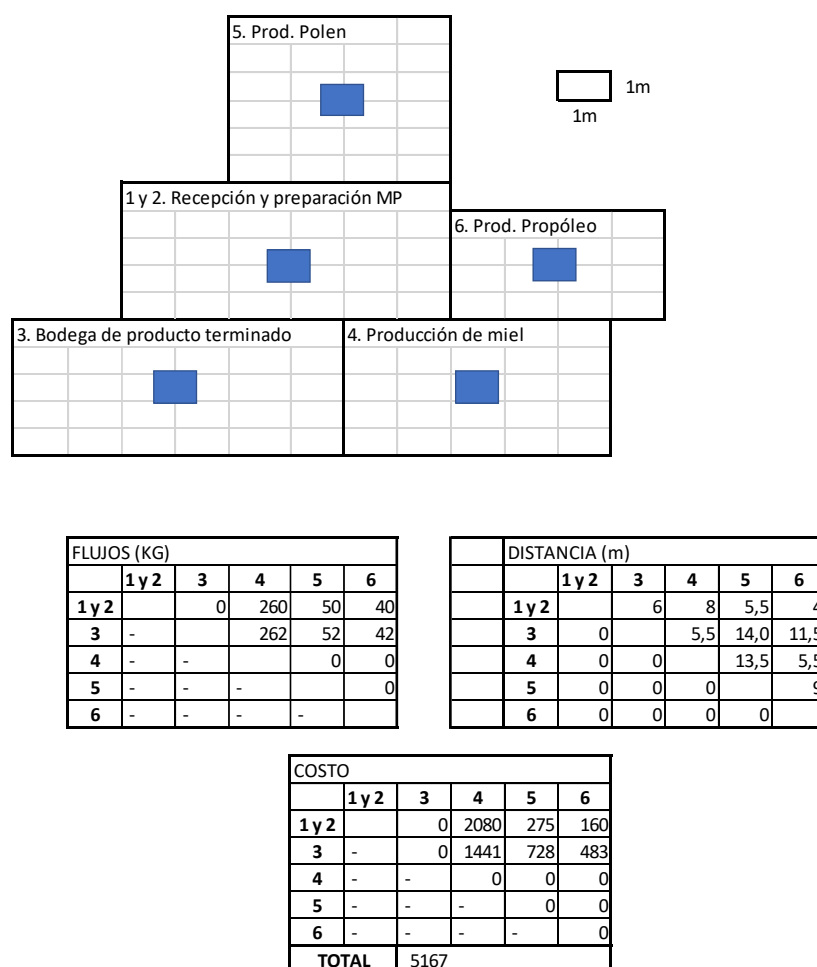 5. Prod. Polen
1m
1m
1 y 2. Recepción y preparación MP
6. Prod. Propóleo
3. Bodega de producto terminado
4. Producción de miel
FLUJOS (KG)
1 y 2 3 4 5 6
1 y 2 0 260 50 40
3 - 262 52 42
4 - - 0 0
5 - - - 0
6 - - - -
DISTANCIA (m)
1 y 2 3 4 5 6
1 y 2 6 8 5,5
3 0 5,5 14,0 11,5
4 0 0 13,5 5,5
5 0 0 0
6 0 0 0 0
COSTO
1 y 2 3 4 5 6
1 y 2 0 2080 275 160
3 - 0 1441 728 483
4 - - 0 0 0
5 - - - 0 0
6 - - - - 0
TOTAL 5167